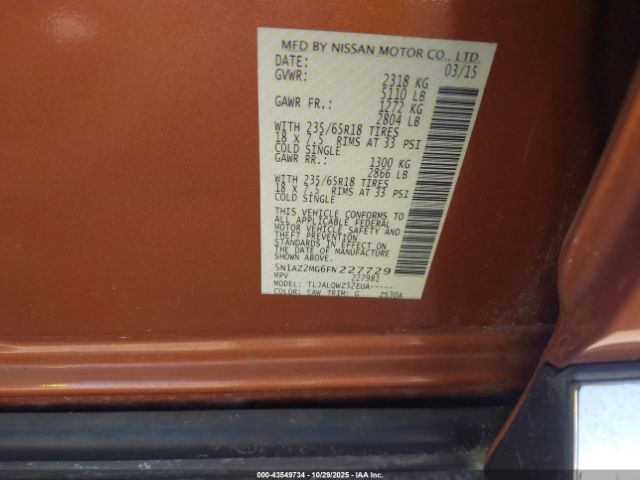 MFD BY NISSAN MOTOR CO., LTD.
DATE: 03/15
GVWR: 2318 KG
5110 LB
GAWR FR.: 1272 KG
2804 LB
WITH 235/65R18 TIRES
18 X 7.5 RIMS AT 33 PSI
COLD SINGLE
GAWR RR.: 1300 KG
2866 LB
WITH 235/65R18 TIRES
18 X 7.5 RIMS AT 33 PSI
COLD SINGLE
THIS VEHICLE CONFORMS TO
ALL APPLICABLE FEDERAL
MOTOR VEHICLE SAFETY AND
THEFT PREVENTION
STANDARDS IN EFFECT ON
THE DATE OF MANUFACTURE
SHOWN ABOVE.
5N1AZ2MG6FN227729
MPV 227981
MODEL: TLJALQWZ52EUA-----
COLOR: EAW TRIM: G Z530A
000-43549734 - 10/29/2025 - IAA Inc.